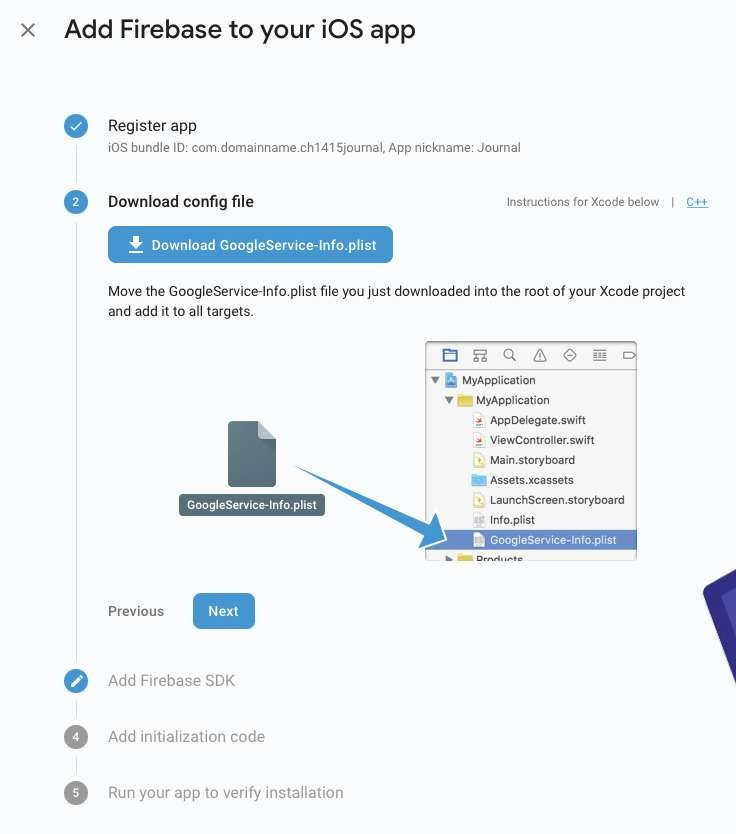 Add Firebase to your iOS app
Register app
iOS bundle ID: com.domainname.ch1415journal, App nickname: Journal
2 Download config file
Instructions for Xcode below | C++
Download GoogleService-Info.plist
Move the GoogleService-Info.plist file you just downloaded into the root of your Xcode project
and add it to all targets.
MyApplication
MyApplication
AppDelegate.swift
ViewController.swift
Main.storyboard
Assets.xcassets
LaunchScreen.storyboard
Info.plist
GoogleService-Info.plist
Products
GoogleService-Info.plist
Previous Next
Add Firebase SDK
4 Add initialization code
5 Run your app to verify installation